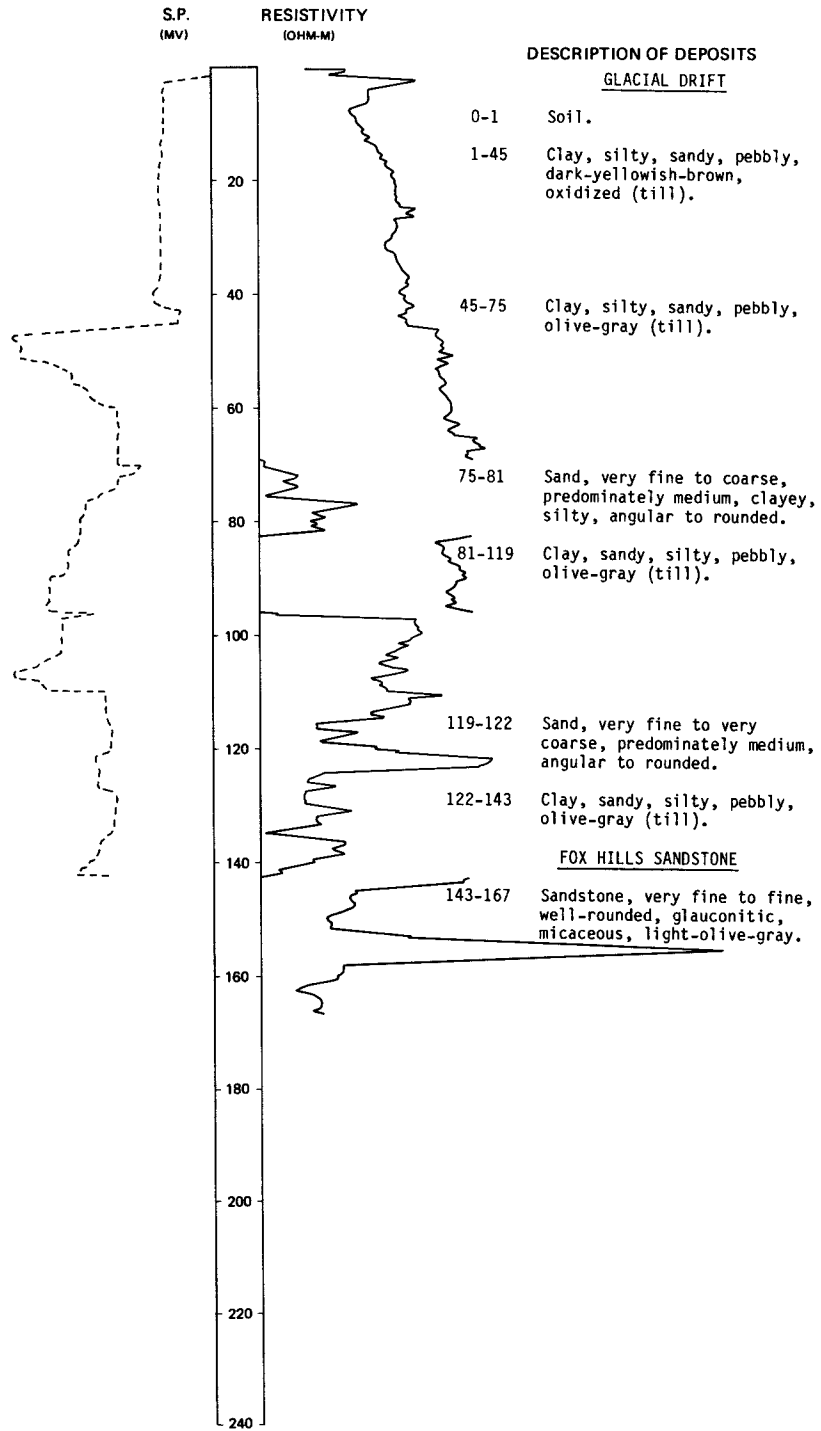 S.P.
(MV)
RESISTIVITY
(OHM-M)
DESCRIPTION OF DEPOSITS
GLACIAL DRIFT
0-1 Soil.
1-45 Clay, silty, sandy, pebbly,
dark-yellowish-brown,
oxidized (till).
20
40
45-75 Clay, silty, sandy, pebbly,
olive-gray (till).
60
75-81 Sand, very fine to coarse,
predominately medium, clayey,
silty, angular to rounded.
80
81-119 Clay, sandy, silty, pebbly,
olive-gray (till).
100
119-122 Sand, very fine to very
coarse, predominately medium,
angular to rounded.
120
122-143 Clay, sandy, silty, pebbly,
olive-gray (till).
140
FOX HILLS SANDSTONE
143-167 Sandstone, very fine to fine,
well-rounded, glauconitic,
micaceous, light-olive-gray.
160
180
200
220
240